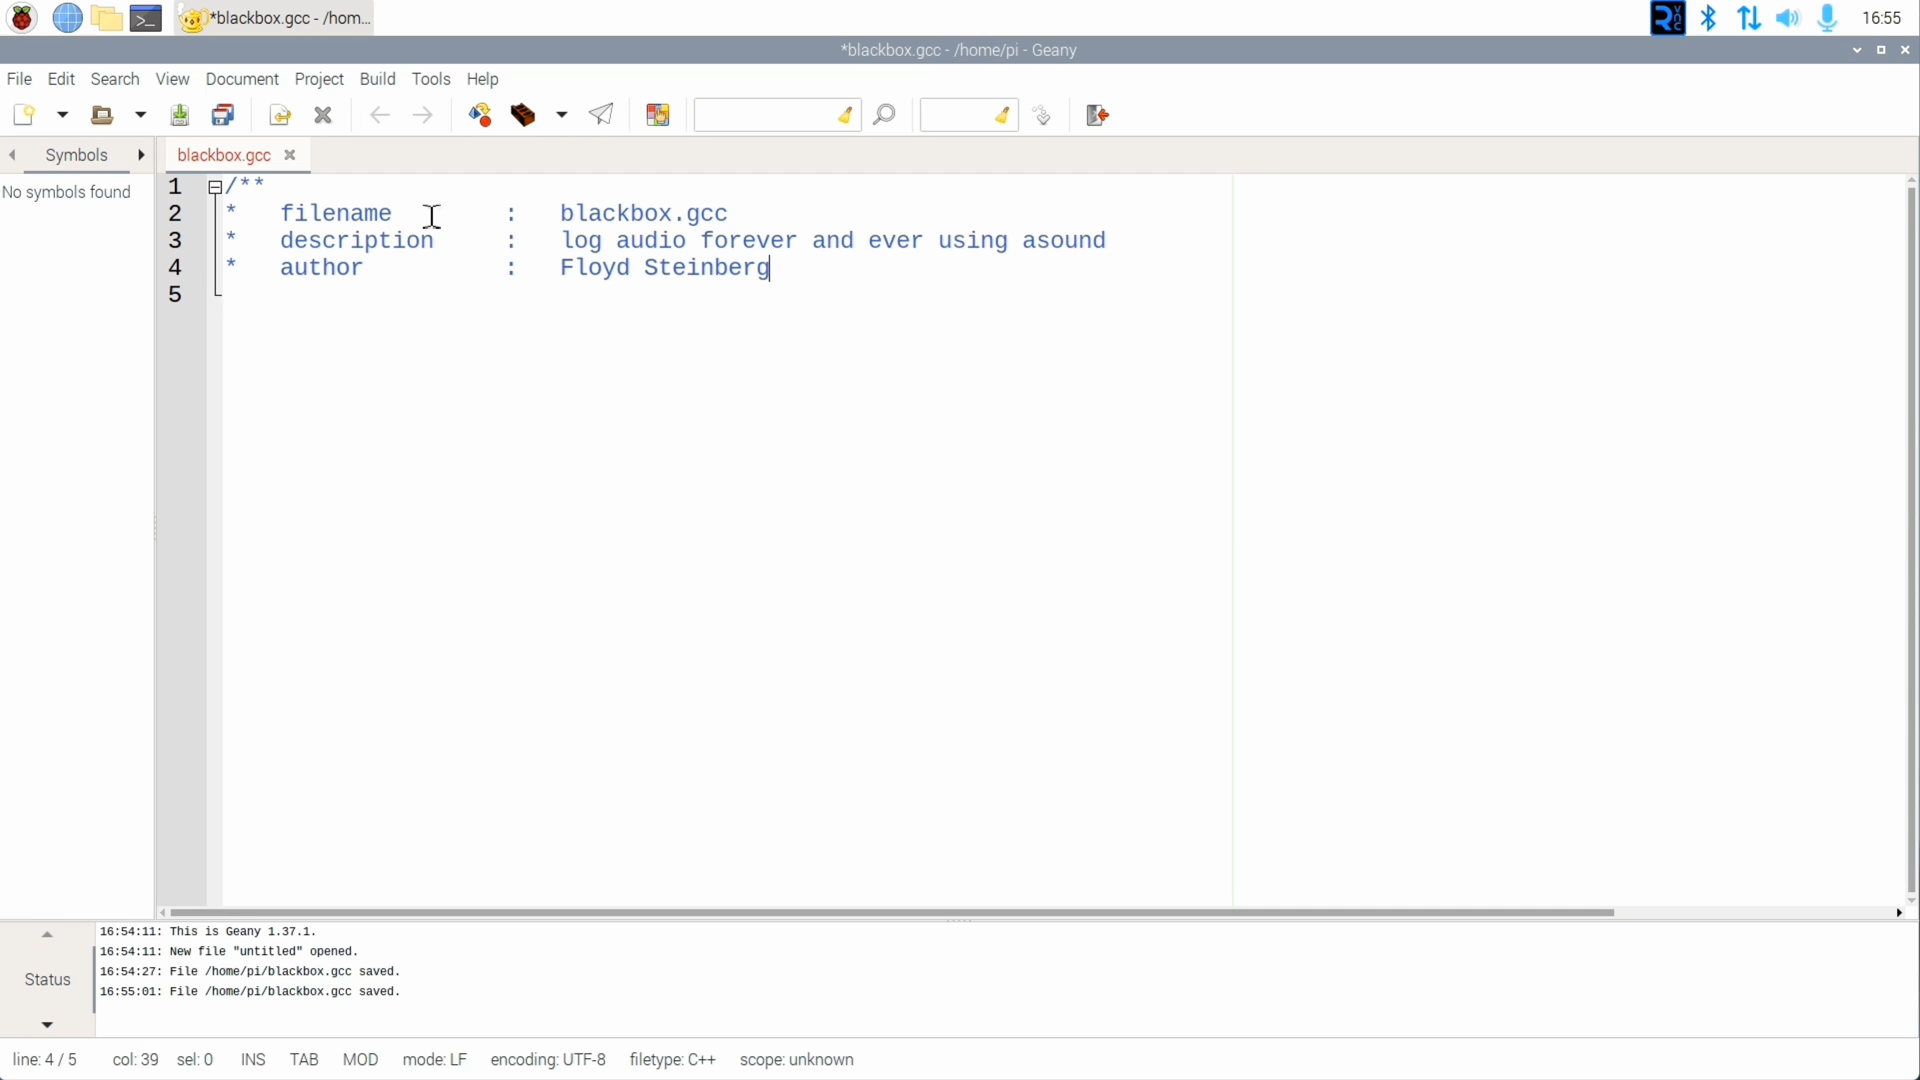 *blackbox.gcc - /hom...
16:55
*blackbox.gcc - /home/pi - Geany
File Edit Search View Document Project Build Tools Help
Symbols
blackbox.gcc
No symbols found
1 /**
2 * filename : blackbox.gcc
3 * description : log audio forever and ever using asound
4 * author : Floyd Steinberg
5
16:54:11: This is Geany 1.37.1.
16:54:11: New file "untitled" opened.
Status
16:54:27: File /home/pi/blackbox.gcc saved.
16:55:01: File /home/pi/blackbox.gcc saved.
line: 4 / 5 col: 39 sel: 0 INS TAB MOD mode: LF encoding: UTF-8 filetype: C++ scope: unknown